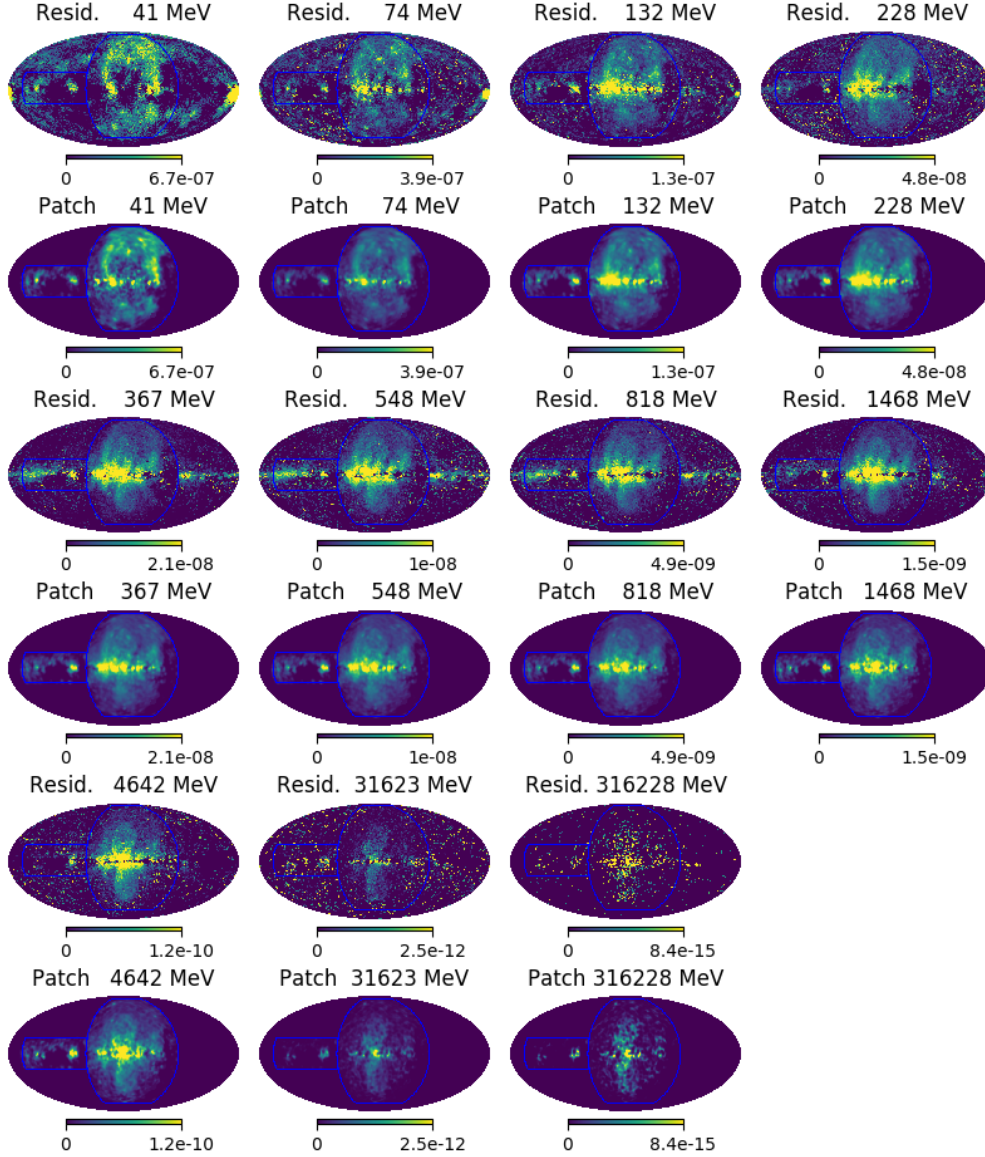 Resid. 41 MeV Resid. 74 MeV Resid. 132 MeV Resid. 228 MeV
0 6.7e-07 0 3.9e-07 0 1.3e-07 0 4.8e-08
Patch 41 MeV Patch 74 MeV Patch 132 MeV Patch 228 MeV
0 6.7e-07 0 3.9e-07 0 1.3e-07 0 4.8e-08
Resid. 367 MeV Resid. 548 MeV Resid. 818 MeV Resid. 1468 MeV
0 2.1e-08 0 1e-08 0 4.9e-09 0 1.5e-09
Patch 367 MeV Patch 548 MeV Patch 818 MeV Patch 1468 MeV
0 2.1e-08 0 1e-08 0 4.9e-09 0 1.5e-09
Resid. 4642 MeV Resid. 31623 MeV Resid. 316228 MeV
0 1.2e-10 0 2.5e-12 0 8.4e-15
Patch 4642 MeV Patch 31623 MeV Patch 316228 MeV
0 1.2e-10 0 2.5e-12 0 8.4e-15